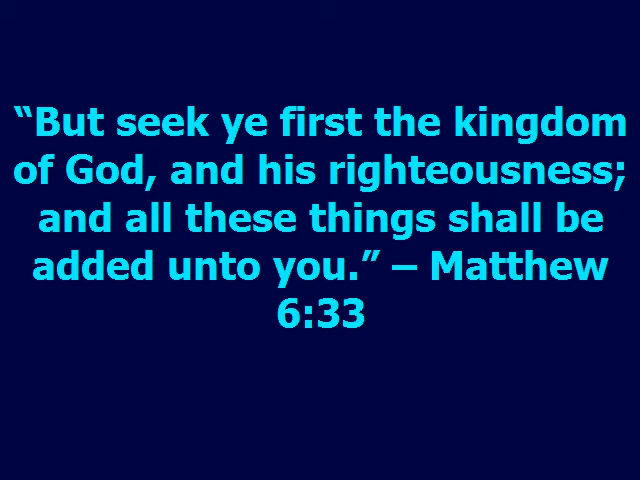 “But seek ye first the kingdom
of God, and his righteousness;
and all these things shall be
added unto you.” – Matthew
6:33